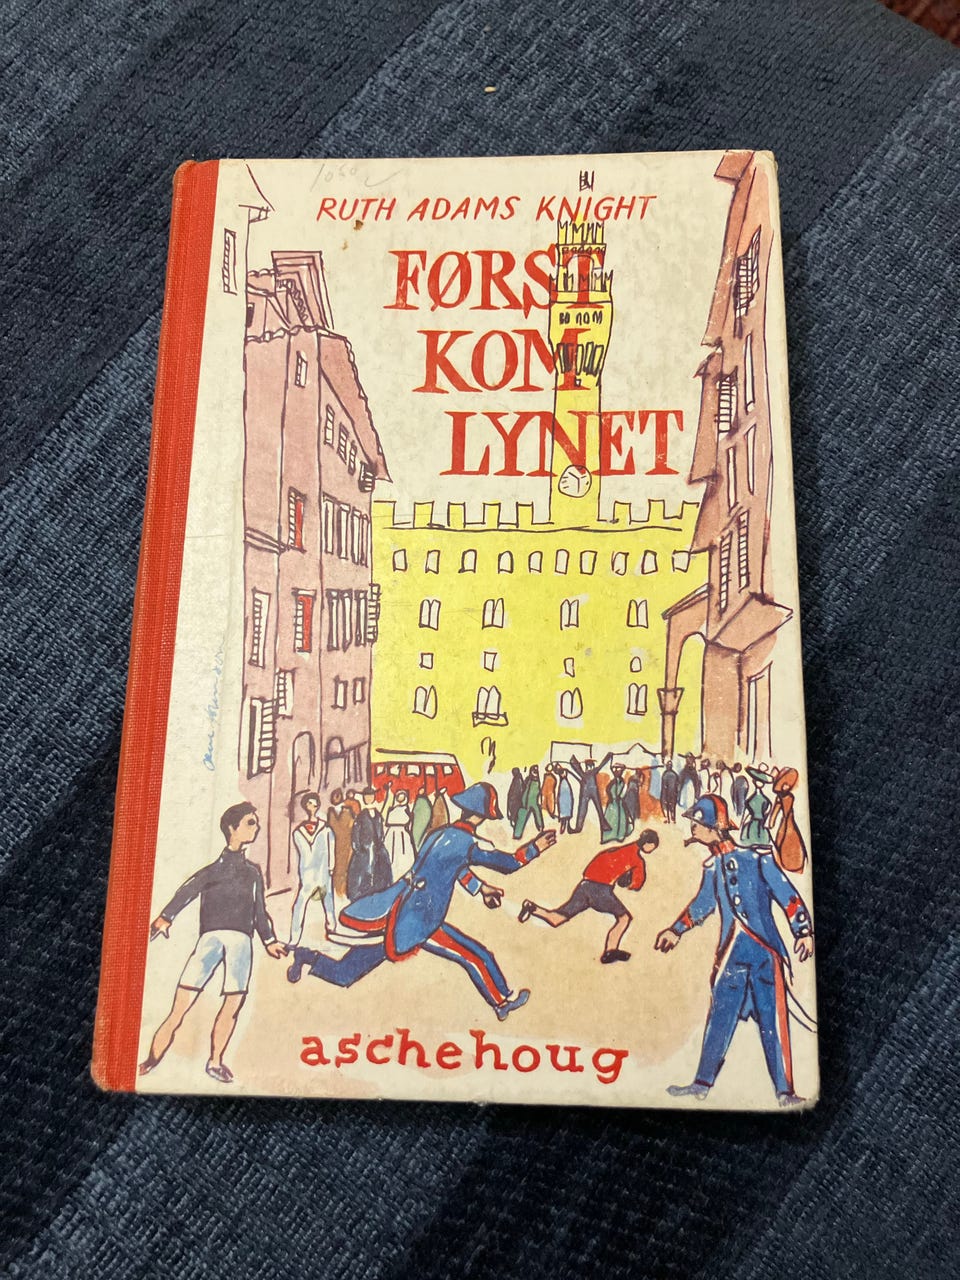 RUTH ADAMS KNIGHT
FØRST
KOM
LYNET
aschehoug